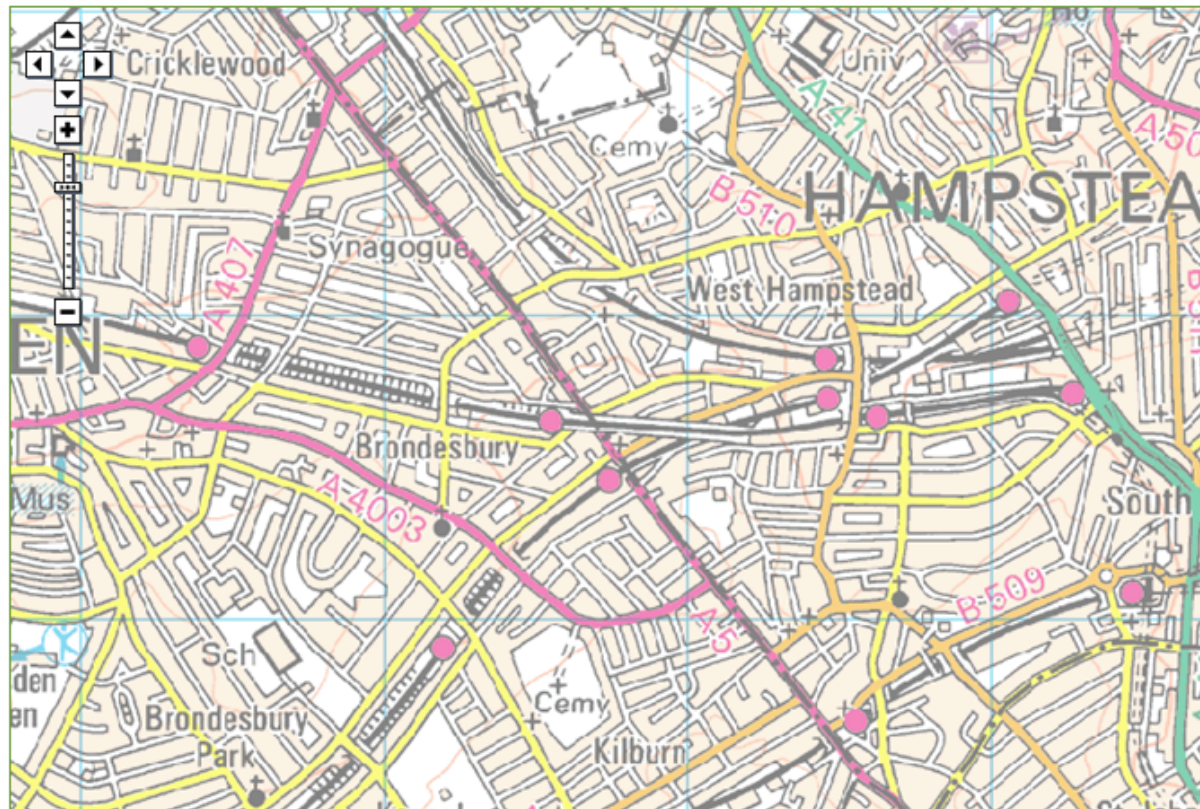 Cricklewood
Univ
A 41
Cemy
A 50
B 510
HAMPSTEA
Synagogue
A 407
West Hampstead
EN
Brondesbury
A 4003
Mus
South
B 509
A 5
Sch
den
en
Cemy
Brondesbury
Park
Kilburn